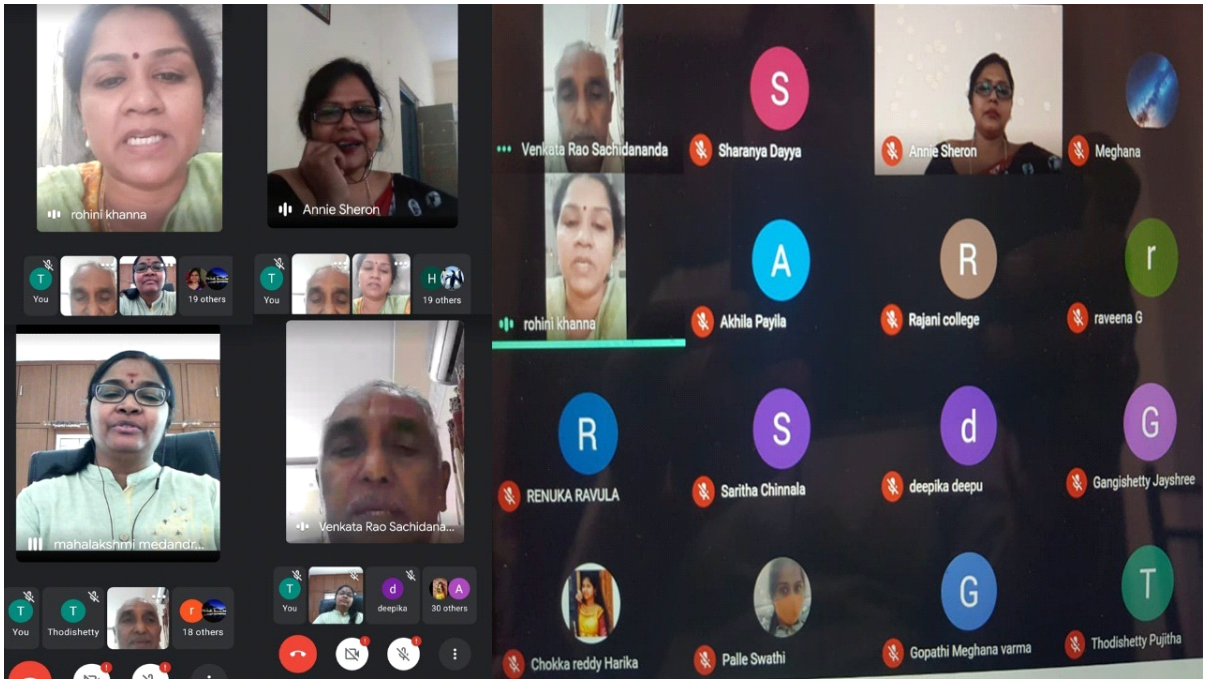 rohini khanna
T
You
19 others
Annie Sheron
T
You
H
19 others
mahalakshmi medandr...
T
You
T
Thodishetty
r
18 others
Venkata Rao Sachidana...
T
You
d
deepika
A
30 others
Venkata Rao Sachidananda
S
Sharanya Dayya
Annie Sheron
Meghana
rohini khanna
A
Akhila Payila
R
Rajani college
r
raveena G
R
RENUKA RAVULA
S
Saritha Chinnala
d
deepika deepu
G
Gangishetty Jayshree
Chokka reddy Harika
Palle Swathi
G
Gopathi Meghana varma
T
Thodishetty Pujitha